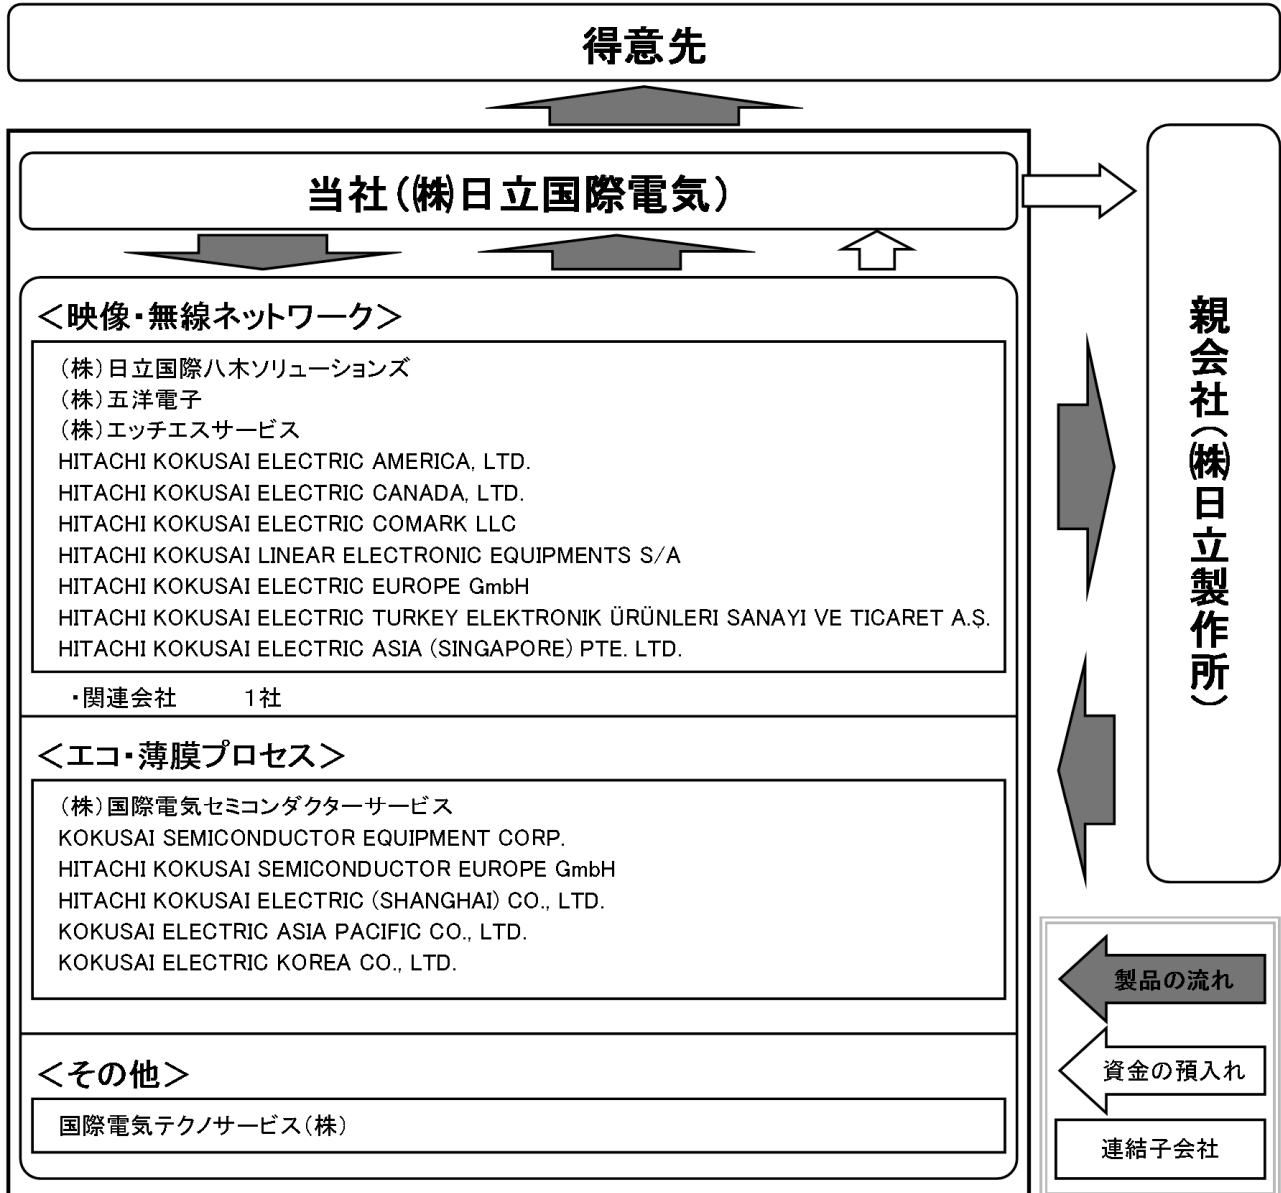 得意先
当社(㈱日立国際電気)
<映像・無線ネットワーク>
(株)日立国際八木ソリューションズ
(株)五洋電子
(株)エッチエスサービス
HITACHI KOKUSAI ELECTRIC AMERICA, LTD.
HITACHI KOKUSAI ELECTRIC CANADA, LTD.
HITACHI KOKUSAI ELECTRIC COMARK LLC
HITACHI KOKUSAI LINEAR ELECTRONIC EQUIPMENTS S/A
HITACHI KOKUSAI ELECTRIC EUROPE GmbH
HITACHI KOKUSAI ELECTRIC TURKEY ELEKTRONIK ÜRÜNLERI SANAYI VE TICARET A.Ş.
HITACHI KOKUSAI ELECTRIC ASIA (SINGAPORE) PTE. LTD.
・関連会社 1社
<エコ・薄膜プロセス>
(株)国際電気セミコンダクターサービス
KOKUSAI SEMICONDUCTOR EQUIPMENT CORP.
HITACHI KOKUSAI SEMICONDUCTOR EUROPE GmbH
HITACHI KOKUSAI ELECTRIC (SHANGHAI) CO., LTD.
KOKUSAI ELECTRIC ASIA PACIFIC CO., LTD.
KOKUSAI ELECTRIC KOREA CO., LTD.
<その他>
国際電気テクノサービス(株)
親会社(㈱日立製作所)
製品の流れ
資金の預入れ
連結子会社